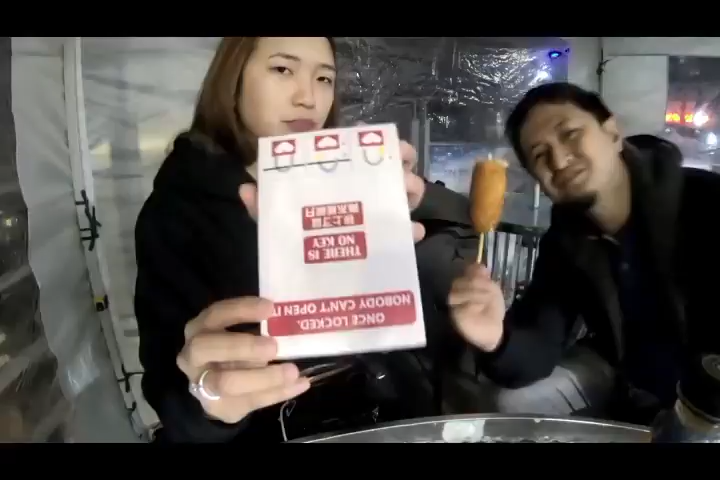 ONCE LOCKED,
NOBODY CAN'T OPEN IT
THERE IS
NO KEY